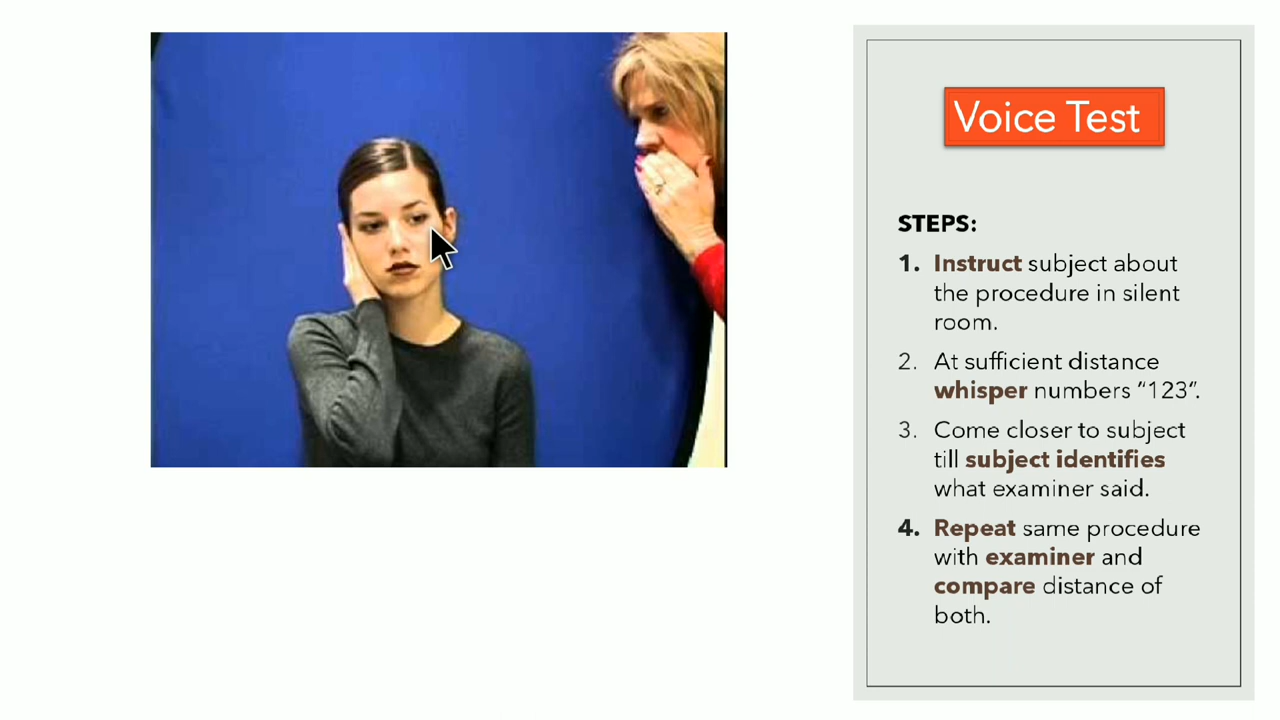 Voice Test
STEPS:
1. Instruct subject about
the procedure in silent
room.
2. At sufficient distance
whisper numbers “123”.
3. Come closer to subject
till subject identifies
what examiner said.
4. Repeat same procedure
with examiner and
compare distance of
both.